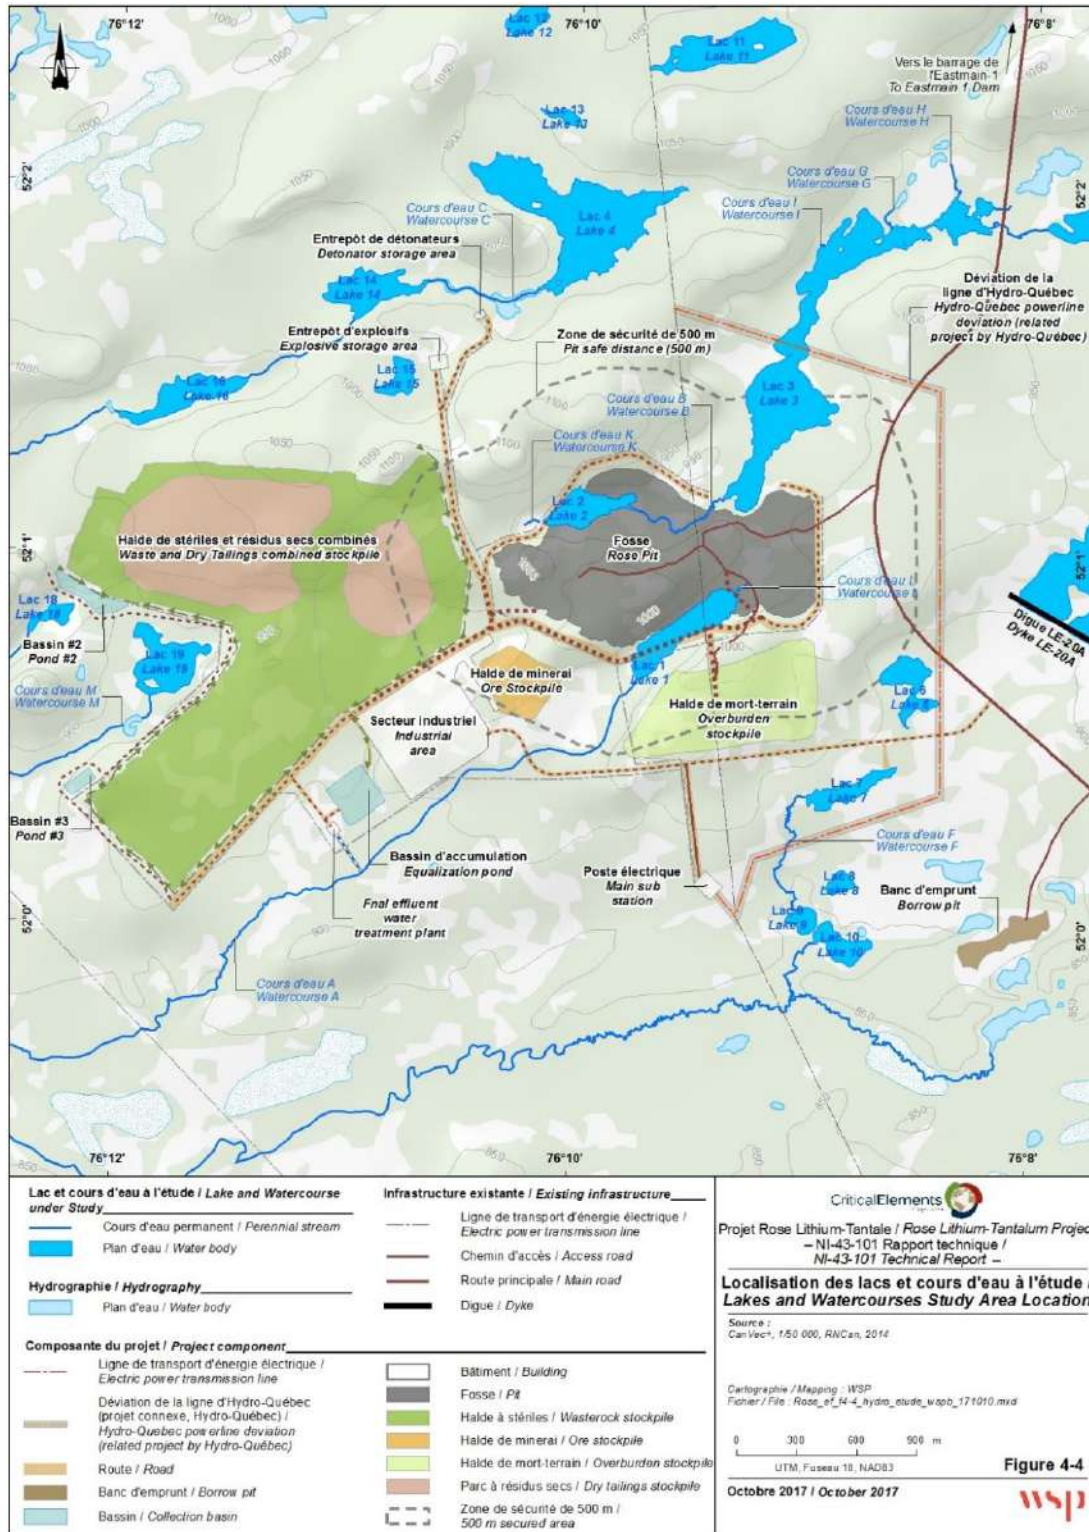 76°12'
76°10'
76°8'
Lac 12
Lake 12
Lac 11
Lake 11
Vers le barrage de
l'Eastmain-1
To Eastmain 1 Dam
Lac 13
Lake 13
Cours d'eau H
Watercourse H
52°2'
52°2'
Cours d'eau G
Watercourse G
Cours d'eau I
Watercourse I
Cours d'eau C
Watercourse C
Lac 4
Lake 4
Entrepôt de détonateurs
Detonator storage area
Lac 14
Lake 14
Déviation de la
ligne d'Hydro-Québec
Hydro-Quebec powerline
deviation (related
project by Hydro-Québec)
Entrepôt d'explosifs
Explosive storage area
Zone de sécurité de 500 m
Pit safe distance (500 m)
Lac 15
Lake 15
Lac 16
Lake 16
Lac 3
Lake 3
Cours d'eau B
Watercourse B
Cours d'eau K
Watercourse K
Lac 2
Lake 2
Halde de stériles et résidus secs combinés
Waste and Dry Tailings combined stockpile
Fosse
Rose Pit
52°1'
52°1'
Cours d'eau L
Watercourse L
Lac 18
Lake 18
Digue LE-20A
Dyke LE-20A
Bassin #2
Pond #2
Lac 19
Lake 19
Lac 1
Lake 1
Halde de minerai
Ore Stockpile
Lac 6
Lake 6
Cours d'eau M
Watercourse M
Halde de mort-terrain
Overburden
stockpile
Secteur industriel
Industrial
area
Lac 7
Lake 7
Bassin #3
Pond #3
Cours d'eau F
Watercourse F
Bassin d'accumulation
Equalization pond
Poste électrique
Main sub
station
Lac 8
Lake 8
Banc d'emprunt
Borrow pit
Fnal effluent
water
treatment plant
Lac 9
Lake 9
Lac 10
Lake 10
52°0'
52°0'
Cours d'eau A
Watercourse A
76°12'
76°10'
76°8'
Lac et cours d'eau à l'étude / Lake and Watercourse
under Study
Cours d'eau permanent / Perennial stream
Plan d'eau / Water body
Hydrographie / Hydrography
Plan d'eau / Water body
Infrastructure existante / Existing infrastructure
Ligne de transport d'énergie électrique /
Electric power transmission line
Chemin d'accès / Access road
Route principale / Main road
Digue / Dyke
Composante du projet / Project component
Ligne de transport d'énergie électrique /
Electric power transmission line
Déviation de la ligne d'Hydro-Québec
(projet connexe, Hydro-Québec) /
Hydro-Quebec powerline deviation
(related project by Hydro-Québec)
Route / Road
Banc d'emprunt / Borrow pit
Bassin / Collection basin
Bâtiment / Building
Fosse / Pit
Halde à stériles / Wasterock stockpile
Halde de minerai / Ore stockpile
Halde de mort-terrain / Overburden stockpile
Parc à résidus secs / Dry tailings stockpile
Zone de sécurité de 500 m /
500 m secured area
CriticalElements
Projet Rose Lithium-Tantale / Rose Lithium-Tantalum Project
– NI-43-101 Rapport technique /
NI-43-101 Technical Report –
Localisation des lacs et cours d'eau à l'étude /
Lakes and Watercourses Study Area Location
Source :
CanVec+, 1/50 000, RNCan, 2014
Cartographie / Mapping : WSP
Fichier / File : Rose_ef_f4-4_hydro_etude_wspb_171010.mxd
0 300 600 900 m
UTM, Fuseau 18, NAD83
Figure 4-4
Octobre 2017 / October 2017
wsp